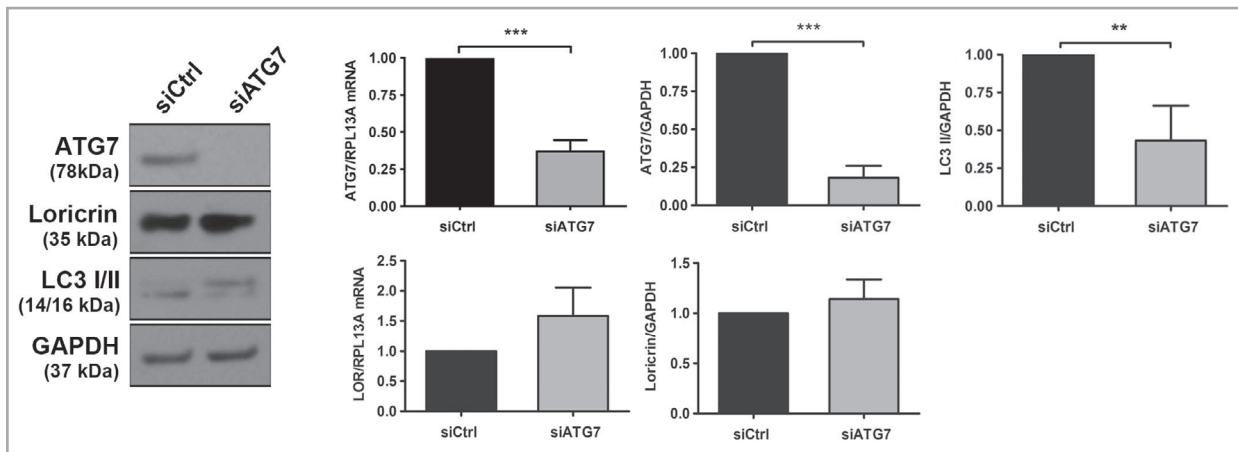 siCtrl
siATG7
ATG7
(78kDa)
Loricrin
(35 kDa)
LC3 I/II
(14/16 kDa)
GAPDH
(37 kDa)
***
1.00
0.75
0.50
0.25
0.00
ATG7/RPL13A mRNA
siCtrl
siATG7
***
1.00
0.75
0.50
0.25
0.00
ATG7/GAPDH
siCtrl
siATG7
**
1.00
0.75
0.50
0.25
0.00
LC3 II/GAPDH
siCtrl
siATG7
2.5
2.0
1.5
1.0
0.5
0.0
LOR/RPL13A mRNA
siCtrl
siATG7
1.5
1.0
0.5
0.0
Loricrin/GAPDH
siCtrl
siATG7